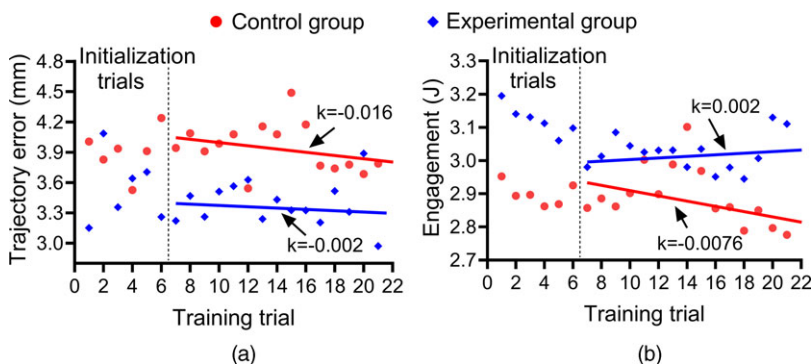 Control group Experimental group
Initialization trials
Trajectory error (mm)
4.8
4.5
4.2
3.9
3.6
3.3
3.0
k=-0.016
k=-0.002
0 2 4 6 8 10 12 14 16 18 20 22
Training trial
(a)
Initialization trials
Engagement (J)
3.3
3.2
3.1
3.0
2.9
2.8
2.7
k=0.002
k=-0.0076
0 2 4 6 8 10 12 14 16 18 20 22
Training trial
(b)